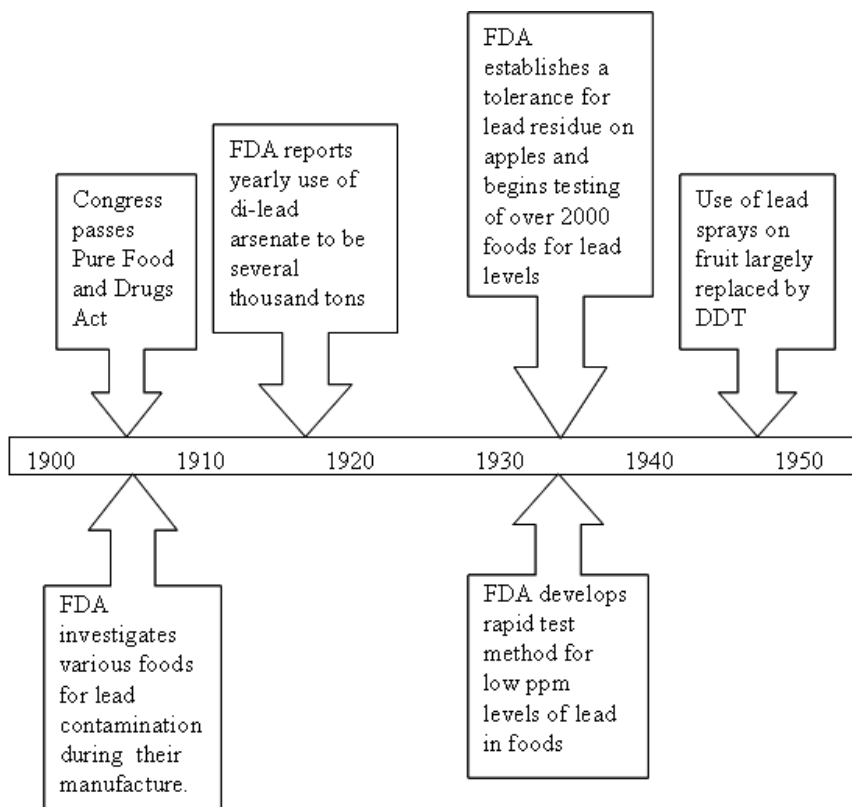 Congress
passes
Pure Food
and Drugs
Act
FDA reports
yearly use of
di-lead
arsenate to be
several
thousand tons
FDA
establishes a
tolerance for
lead residue on
apples and
begins testing
of over 2000
foods for lead
levels
Use of lead
sprays on
fruit largely
replaced by
DDT
1900 1910 1920 1930 1940 1950
FDA
investigates
various foods
for lead
contamination
during their
manufacture.
FDA develops
rapid test
method for
low ppm
levels of lead
in foods